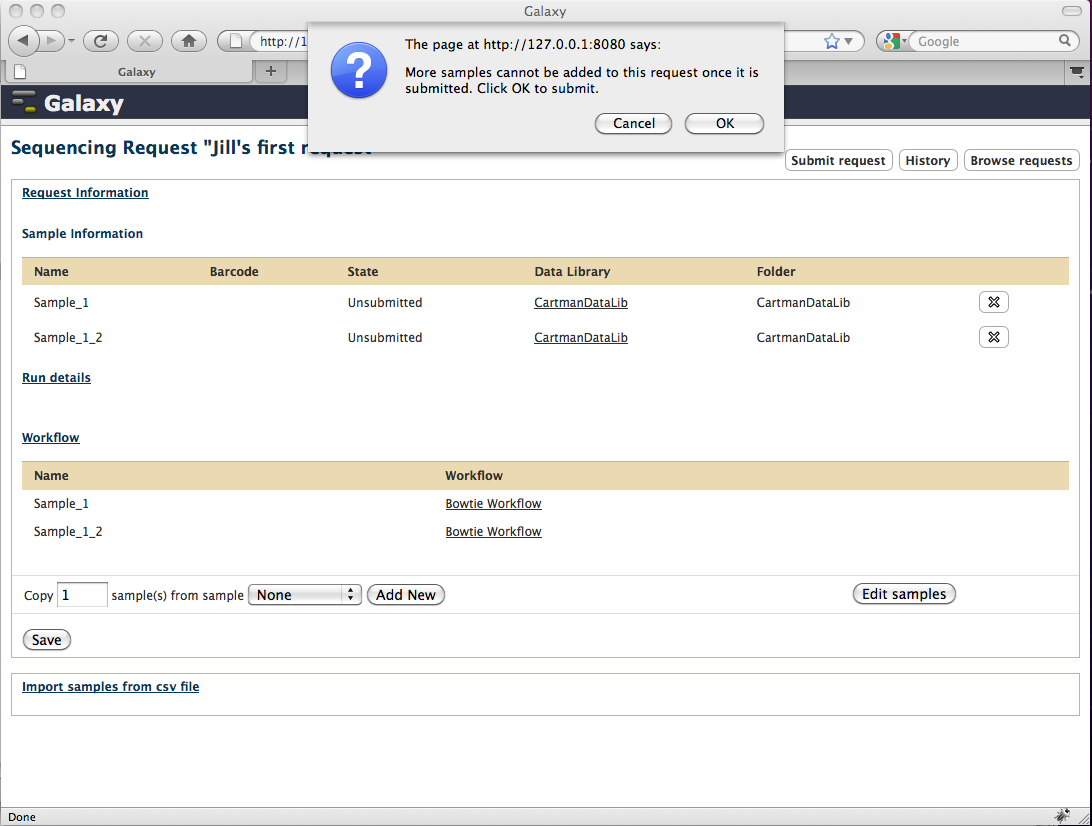 Galaxy
http://1
Google
Galaxy
The page at http://127.0.0.1:8080 says:
More samples cannot be added to this request once it is
submitted. Click OK to submit.
Cancel OK
Galaxy
Sequencing Request "Jill's first request"
Submit request History Browse requests
Request Information
Sample Information
Name Barcode State Data Library Folder
Sample_1 Unsubmitted CartmanDataLib CartmanDataLib
Sample_1_2 Unsubmitted CartmanDataLib CartmanDataLib
Run details
Workflow
Name Workflow
Sample_1 Bowtie Workflow
Sample_1_2 Bowtie Workflow
Copy 1 sample(s) from sample None Add New Edit samples
Save
Import samples from csv file
Done